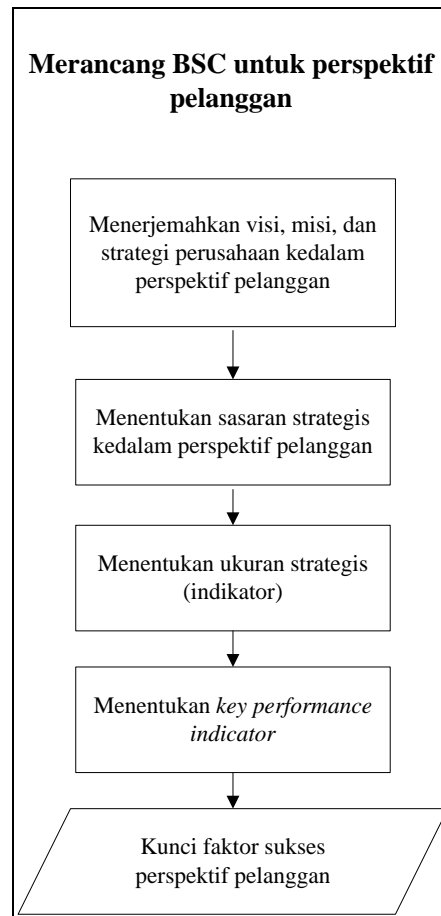 Merancang BSC untuk perspektif
pelanggan
Menerjemahkan visi, misi, dan
strategi perusahaan kedalam
perspektif pelanggan
Menentukan sasaran strategis
kedalam perspektif pelanggan
Menentukan ukuran strategis
(indikator)
Menentukan key performance
indicator
Kunci faktor sukses
perspektif pelanggan